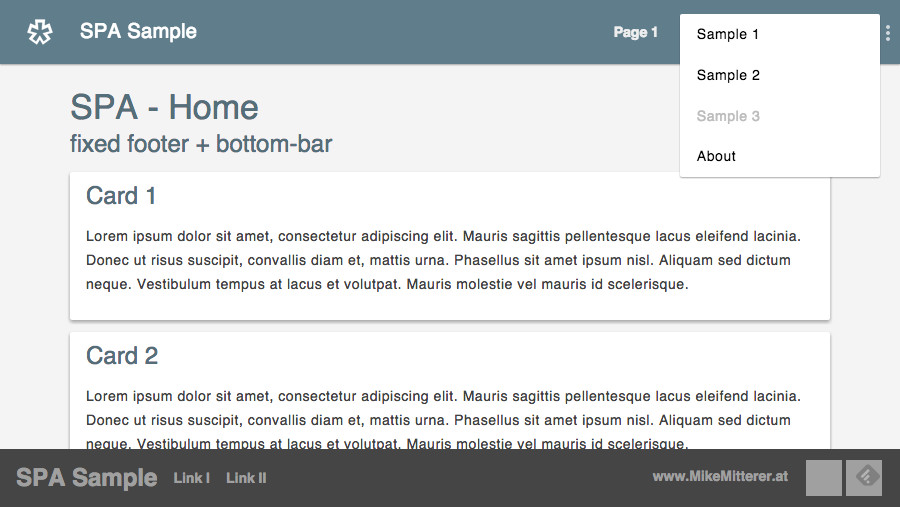 SPA Sample
Page 1
Sample 1
Sample 2
Sample 3
About
SPA - Home
fixed footer + bottom-bar
Card 1
Lorem ipsum dolor sit amet, consectetur adipiscing elit. Mauris sagittis pellentesque lacus eleifend lacinia.
Donec ut risus suscipit, convallis diam et, mattis urna. Phasellus sit amet ipsum nisl. Aliquam sed dictum
neque. Vestibulum tempus at lacus et volutpat. Mauris molestie vel mauris id scelerisque.
Card 2
Lorem ipsum dolor sit amet, consectetur adipiscing elit. Mauris sagittis pellentesque lacus eleifend lacinia.
Donec ut risus suscipit, convallis diam et, mattis urna. Phasellus sit amet ipsum nisl. Aliquam sed dictum
neque. Vestibulum tempus at lacus et volutpat. Mauris molestie vel mauris id scelerisque.
SPA Sample Link I Link II www.MikeMitterer.at